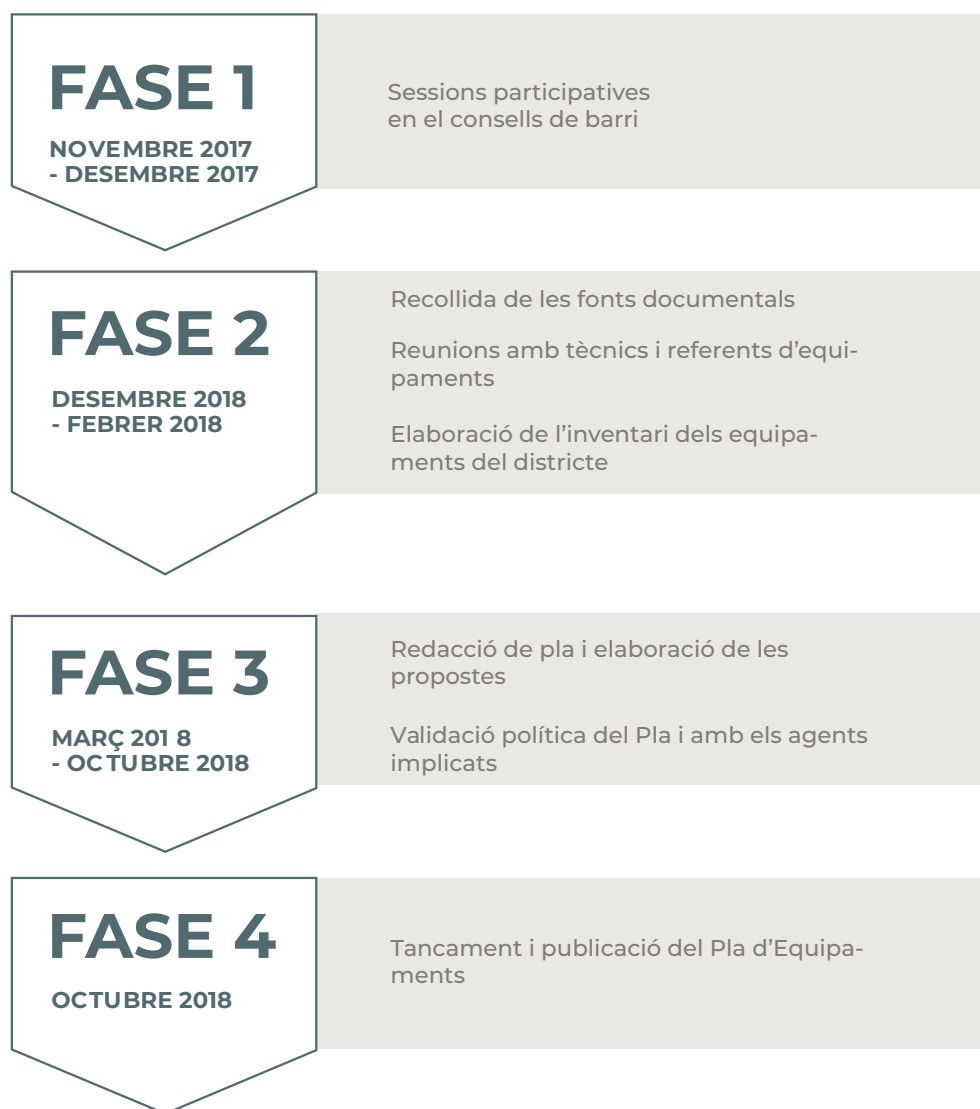 FASE 1
NOVEMBRE 2017
- DESEMBRE 2017
Sessions participatives
en el consells de barri
FASE 2
DESEMBRE 2018
- FEBRER 2018
Recollida de les fonts documentals
Reunions amb tècnics i referents d’equi-
paments
Elaboració de l’inventari dels equipa-
ments del districte
FASE 3
MARÇ 201 8
- OCTUBRE 2018
Redacció de pla i elaboració de les
propostes
Validació política del Pla i amb els agents
implicats
FASE 4
OCTUBRE 2018
Tancament i publicació del Pla d’Equipa-
ments